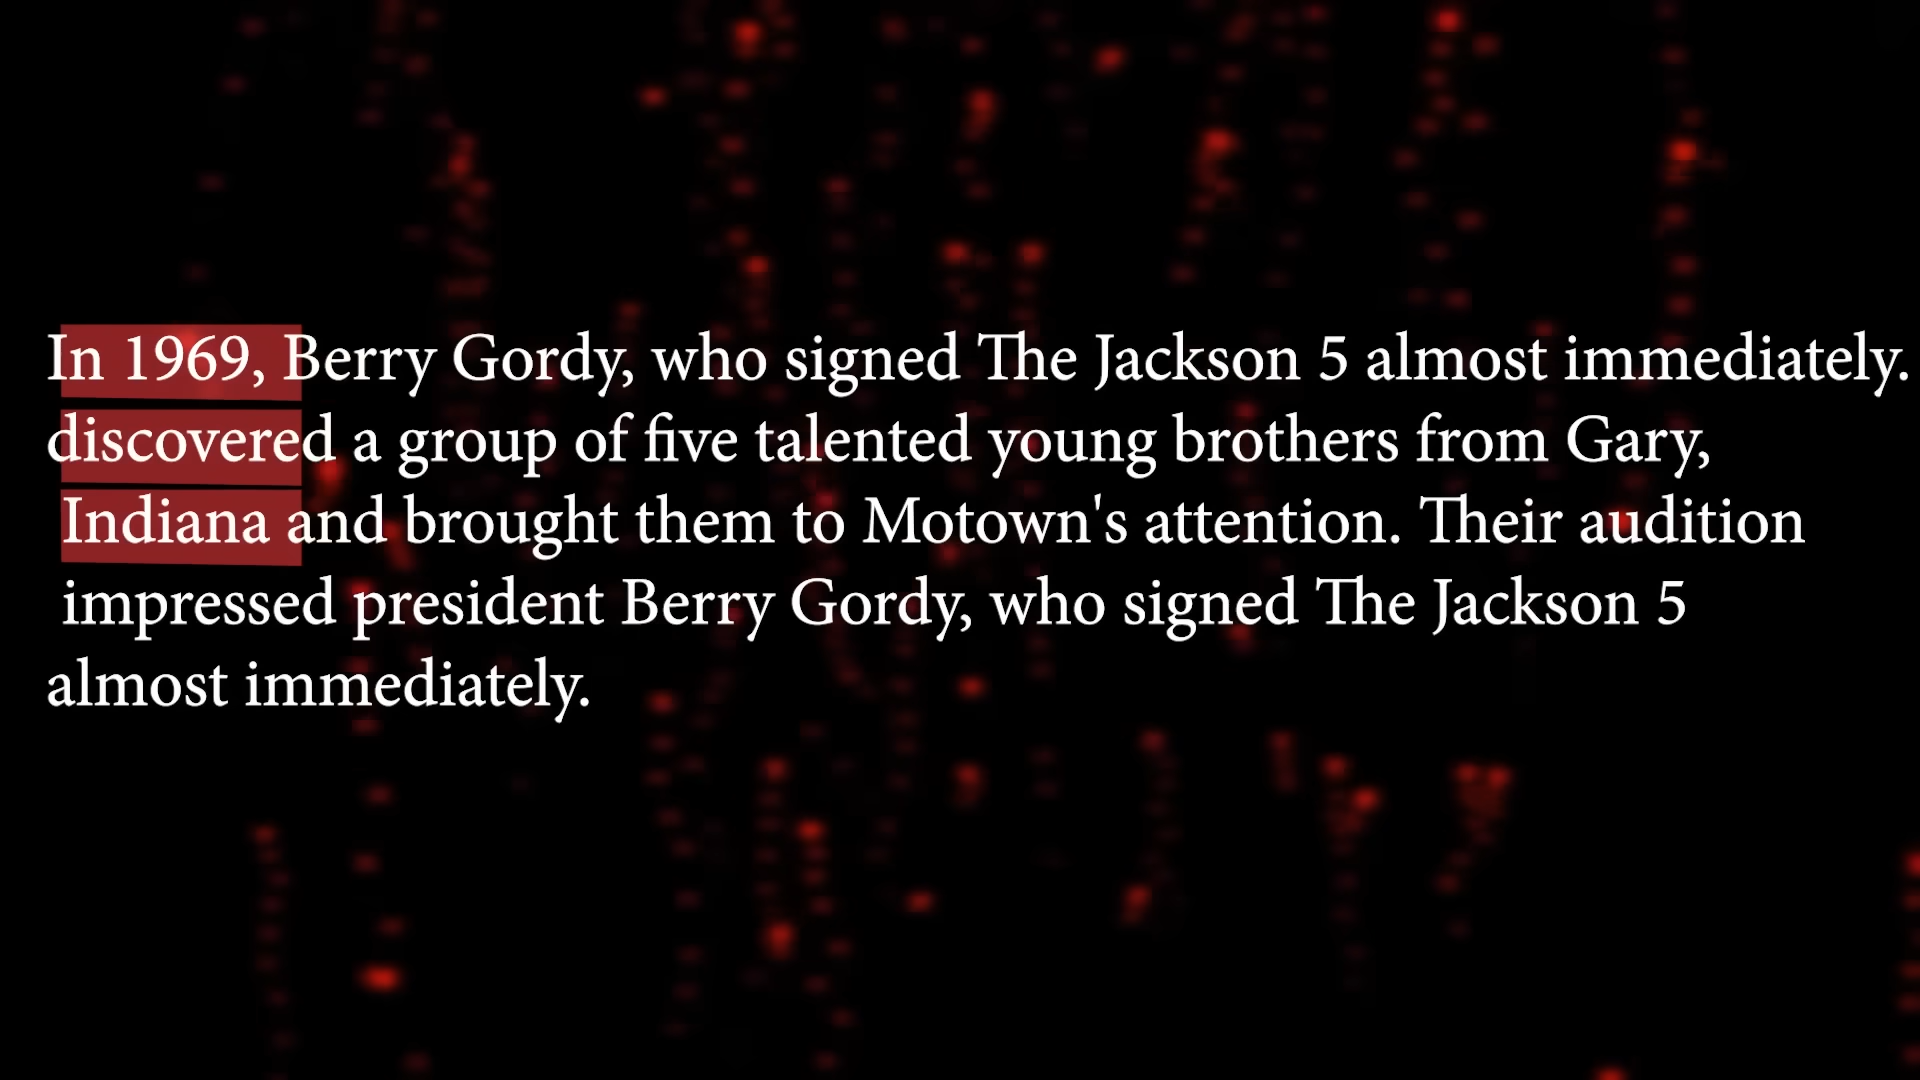 In 1969, Berry Gordy, who signed The Jackson 5 almost immediately.
discovered a group of five talented young brothers from Gary,
Indiana and brought them to Motown's attention. Their audition
impressed president Berry Gordy, who signed The Jackson 5
almost immediately.